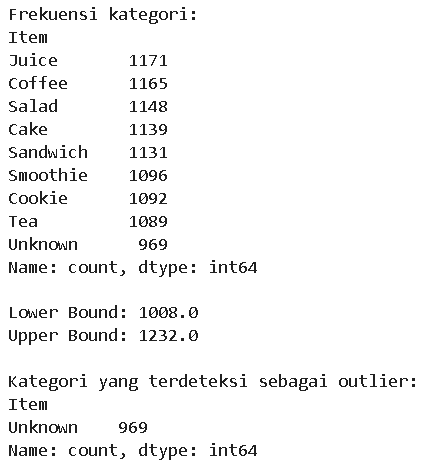 Frekuensi kategori:
Item
Juice 1171
Coffee 1165
Salad 1148
Cake 1139
Sandwich 1131
Smoothie 1096
Cookie 1092
Tea 1089
Unknown 969
Name: count, dtype: int64
Lower Bound: 1008.0
Upper Bound: 1232.0
Kategori yang terdeteksi sebagai outlier:
Item
Unknown 969
Name: count, dtype: int64